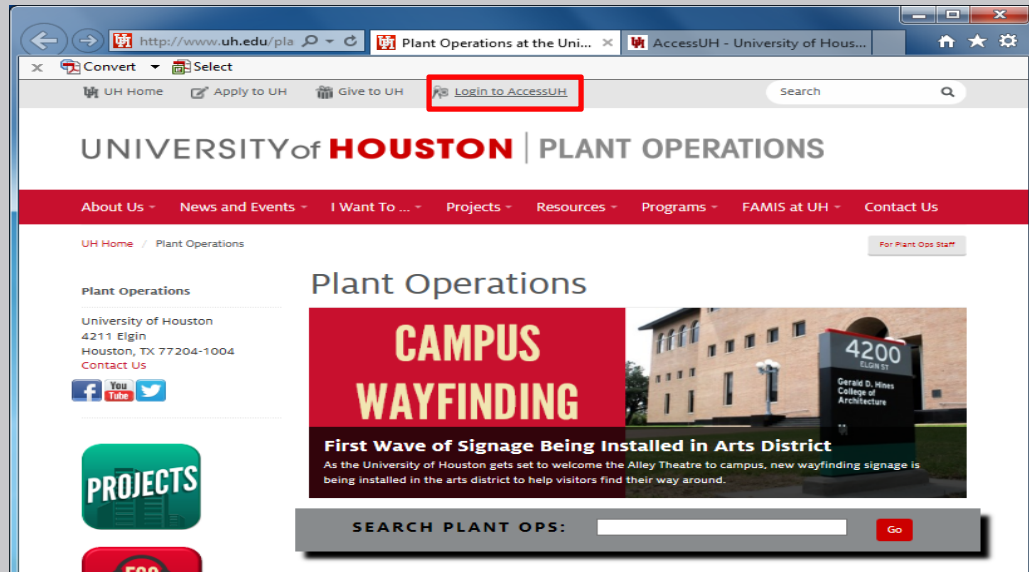 http://www.uh.edu/pla
Plant Operations at the Uni...
AccessUH - University of Hous...
Convert
Select
UH Home
Apply to UH
Give to UH
Login to AccessUH
Search
UNIVERSITY of HOUSTON | PLANT OPERATIONS
About Us
News and Events
I Want To ...
Projects
Resources
Programs
FAMIS at UH
Contact Us
UH Home / Plant Operations
For Plant Ops Staff
Plant Operations
Plant Operations
University of Houston
4211 Elgin
Houston, TX 77204-1004
Contact Us
You
Tube
CAMPUS
WAYFINDING
4200
ELGIN ST
Gerald D. Hines
College of
Architecture
First Wave of Signage Being Installed in Arts District
As the University of Houston gets set to welcome the Alley Theatre to campus, new wayfinding signage is
being installed in the arts district to help visitors find their way around.
PROJECTS
SEARCH PLANT OPS:
Go